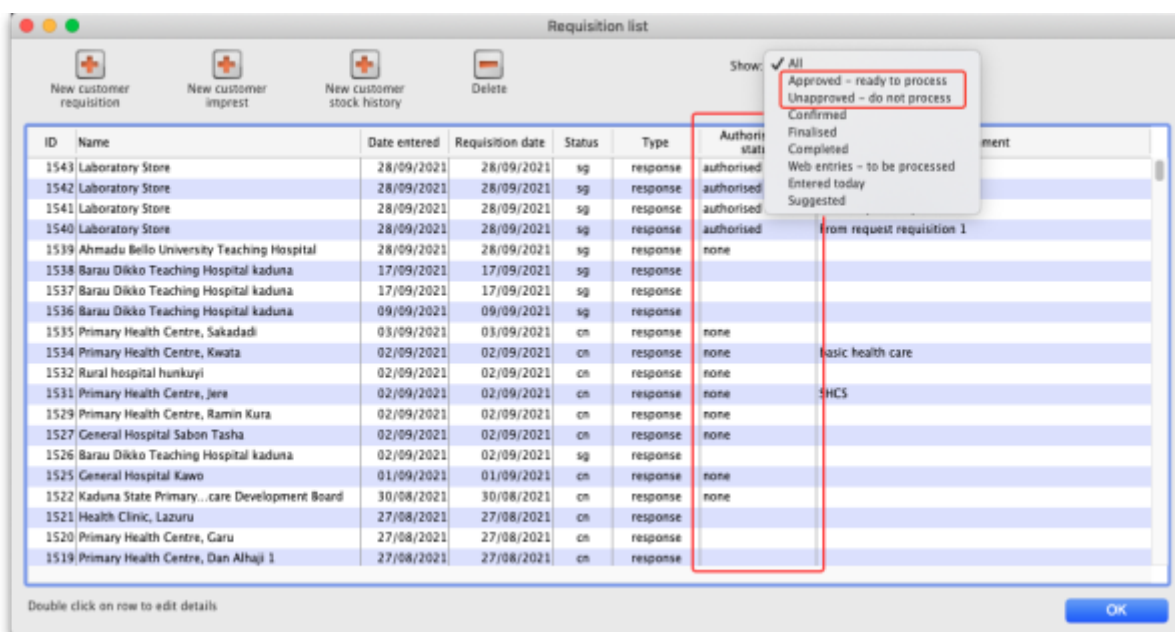 Requisition list
New customer requisition
New customer imprest
New customer stock history
Delete
Show: ✓ All
Approved – ready to process
Unapproved – do not process
Confirmed
Finalised
Completed
Web entries – to be processed
Entered today
Suggested
ID Name Date entered Requisition date Status Type
1543 Laboratory Store 28/09/2021 28/09/2021 sg response authorised
1542 Laboratory Store 28/09/2021 28/09/2021 sg response authorised
1541 Laboratory Store 28/09/2021 28/09/2021 sg response authorised
1540 Laboratory Store 28/09/2021 28/09/2021 sg response authorised From request requisition 1
1539 Ahmadu Bello University Teaching Hospital 28/09/2021 28/09/2021 sg response none
1538 Barau Dikko Teaching Hospital kaduna 17/09/2021 17/09/2021 sg response
1537 Barau Dikko Teaching Hospital kaduna 17/09/2021 17/09/2021 sg response
1536 Barau Dikko Teaching Hospital kaduna 09/09/2021 09/09/2021 sg response
1535 Primary Health Centre, Sakadadi 03/09/2021 03/09/2021 cn response none
1534 Primary Health Centre, Kwata 02/09/2021 02/09/2021 cn response none basic health care
1532 Rural hospital hunkuyi 02/09/2021 02/09/2021 cn response none
1531 Primary Health Centre, Jere 02/09/2021 02/09/2021 cn response none SHCS
1529 Primary Health Centre, Ramin Kura 02/09/2021 02/09/2021 cn response none
1527 General Hospital Sabon Tasha 02/09/2021 02/09/2021 cn response none
1526 Barau Dikko Teaching Hospital kaduna 02/09/2021 02/09/2021 sg response
1525 General Hospital Kawo 01/09/2021 01/09/2021 cn response none
1522 Kaduna State Primary...care Development Board 30/08/2021 30/08/2021 cn response none
1521 Health Clinic, Lazuru 27/08/2021 27/08/2021 cn response
1520 Primary Health Centre, Garu 27/08/2021 27/08/2021 cn response
1519 Primary Health Centre, Dan Alhaji 1 27/08/2021 27/08/2021 cn response
Double click on row to edit details
OK